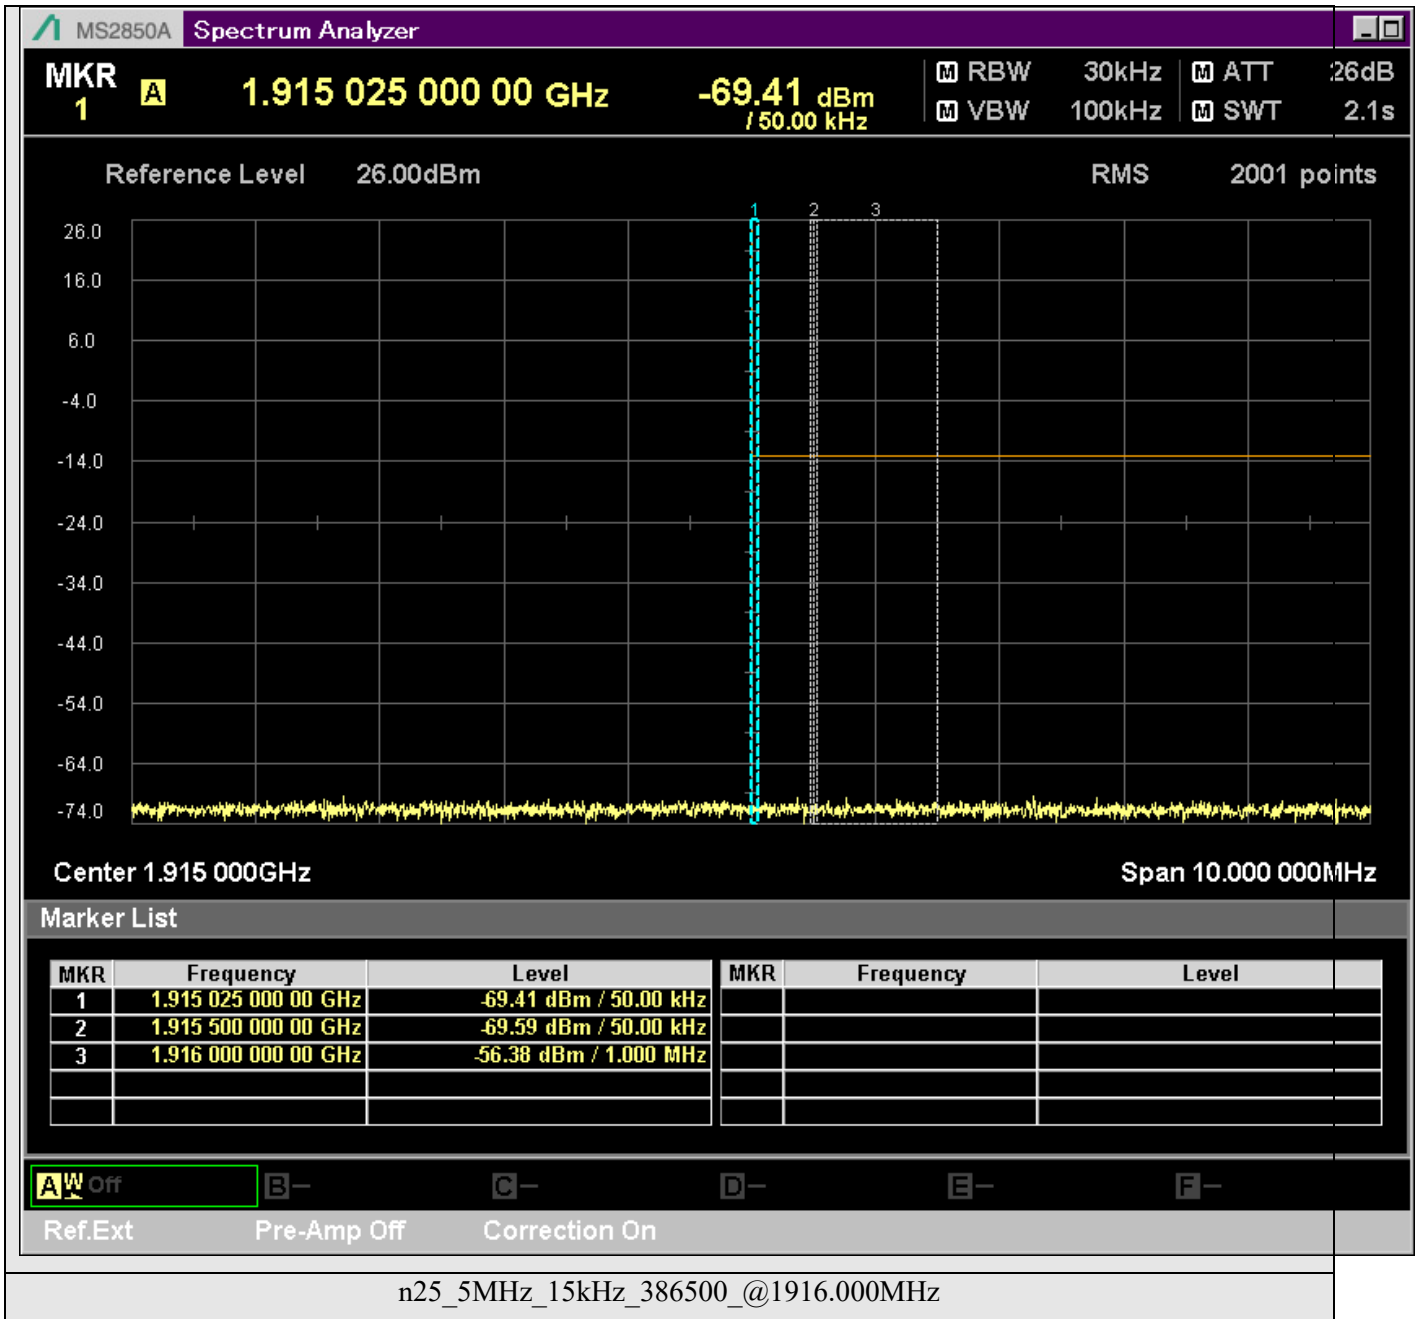 MS2850A Spectrum Analyzer
MKR 1 A 1.915 025 000 00 GHz -69.41 dBm / 50.00 kHz
M RBW 30kHz M ATT 26dB
M VBW 100kHz M SWT 2.1s
Reference Level 26.00dBm RMS 2001 points
1 2 3
26.0
16.0
6.0
-4.0
-14.0
-24.0
-34.0
-44.0
-54.0
-64.0
-74.0
Center 1.915 000GHz Span 10.000 000MHz
Marker List
MKR Frequency Level MKR Frequency Level
1 1.915 025 000 00 GHz -69.41 dBm / 50.00 kHz
2 1.915 500 000 00 GHz -69.59 dBm / 50.00 kHz
3 1.916 000 000 00 GHz -56.38 dBm / 1.000 MHz
A W Off B – C – D – E – F –
Ref.Ext Pre-Amp Off Correction On
n25_5MHz_15kHz_386500_@1916.000MHz